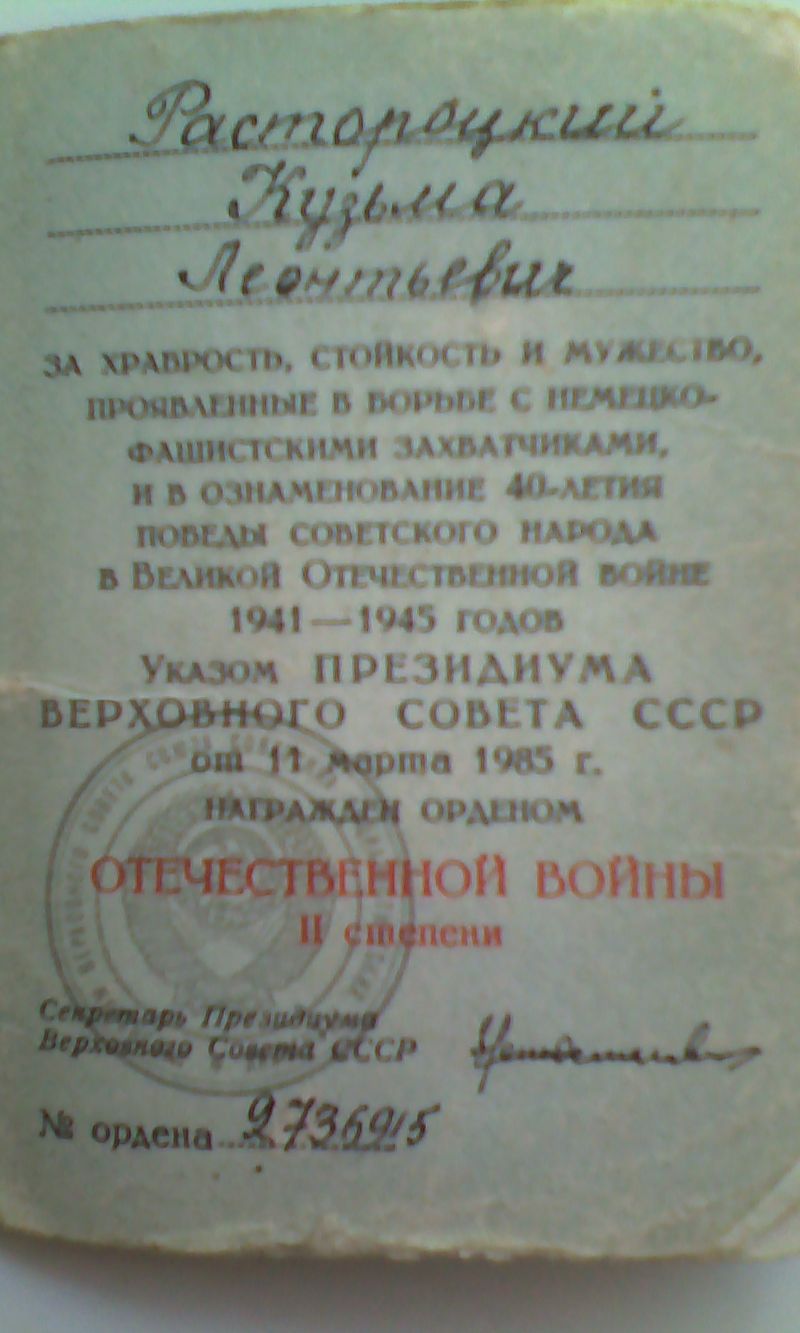 Растороцкий
Кузьма
Леонтьевич
ЗА ХРАБРОСТЬ, СТОЙКОСТЬ И МУЖЕСТВО,
ПРОЯВЛЕННЫЕ В БОРЬБЕ С НЕМЕЦКО-
ФАШИСТСКИМИ ЗАХВАТЧИКАМИ,
И В ОЗНАМЕНОВАНИЕ 40-ЛЕТИЯ
ПОБЕДЫ СОВЕТСКОГО НАРОДА
В ВЕЛИКОЙ ОТЕЧЕСТВЕННОЙ ВОЙНЕ
1941—1945 ГОДОВ
УКАЗОМ ПРЕЗИДИУМА
ВЕРХОВНОГО СОВЕТА СССР
от 11 марта 1985 г.
НАГРАЖДЕН ОРДЕНОМ
ОТЕЧЕСТВЕННОЙ ВОЙНЫ
II степени
Секретарь Президиума
Верховного Совета СССР
№ ордена 2736915